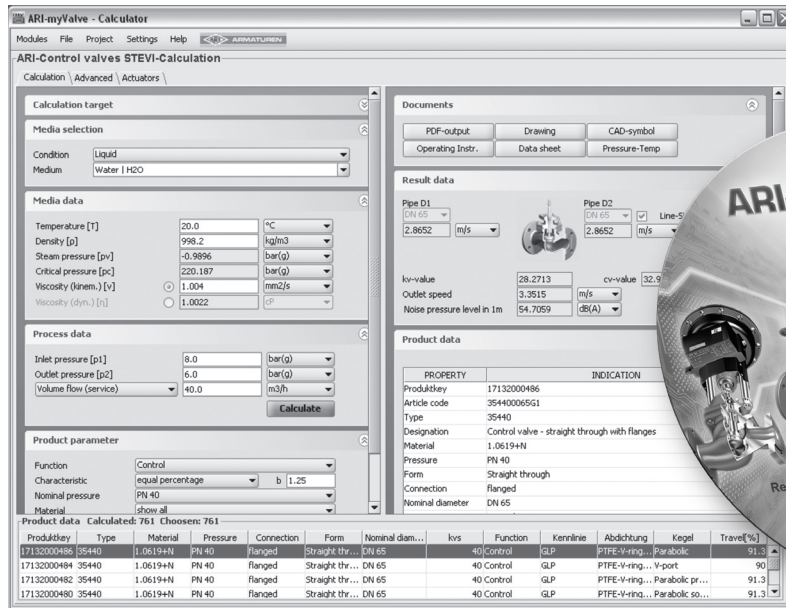 ARI-myValve - Calculator
Modules File Project Settings Help ARI ARMATUREN
ARI-Control valves STEVI-Calculation
Calculation \ Advanced \ Actuators \
Calculation target
Media selection
Condition Liquid
Medium Water | H2O
Media data
Temperature [T] 20.0 °C
Density [ρ] 998.2 kg/m3
Steam pressure [pv] -0.9896 bar(g)
Critical pressure [pc] 220.187 bar(g)
Viscosity (kinem.) [v] 1.004 mm2/s
Viscosity (dyn.) [η] 1.0022 cP
Process data
Inlet pressure [p1] 8.0 bar(g)
Outlet pressure [p2] 6.0 bar(g)
Volume flow (service) 40.0 m3/h
Calculate
Product parameter
Function Control
Characteristic equal percentage b 1.25
Nominal pressure PN 40
Material show all
Documents
PDF-output Drawing CAD-symbol
Operating Instr. Data sheet Pressure-Temp
Result data
Pipe D1 Pipe D2
DN 65 DN 65
2.8652 m/s 2.8652 m/s
kv-value 28.2713 cv-value 32.9
Outlet speed 3.3515 m/s
Noise pressure level in 1m 54.7059 dB(A)
Product data
PROPERTY INDICATION
Produktkey 17132000486
Article code 354400065G1
Type 35440
Designation Control valve - straight through with flanges
Material 1.0619+N
Pressure PN 40
Form Straight through
Connection flanged
Nominal diameter DN 65
ARI-
Re
Product data Calculated: 761 Choosen: 761
Produktkey Type Material Pressure Connection Form Nominal diam... kvs Function Kennlinie Abdichtung Kegel Travel[%]
17132000486 35440 1.0619+N PN 40 flanged Straight thr... DN 65 40 Control GLP PTFE-V-ring... Parabolic 91.3
17132000484 35440 1.0619+N PN 40 flanged Straight thr... DN 65 40 Control GLP PTFE-V-ring... V-port 90
17132000482 35440 1.0619+N PN 40 flanged Straight thr... DN 65 40 Control GLP PTFE-V-ring... Parabolic pr... 91.3
17132000480 35440 1.0619+N PN 40 flanged Straight thr... DN 65 40 Control GLP PTFE-V-ring... Parabolic so... 91.3